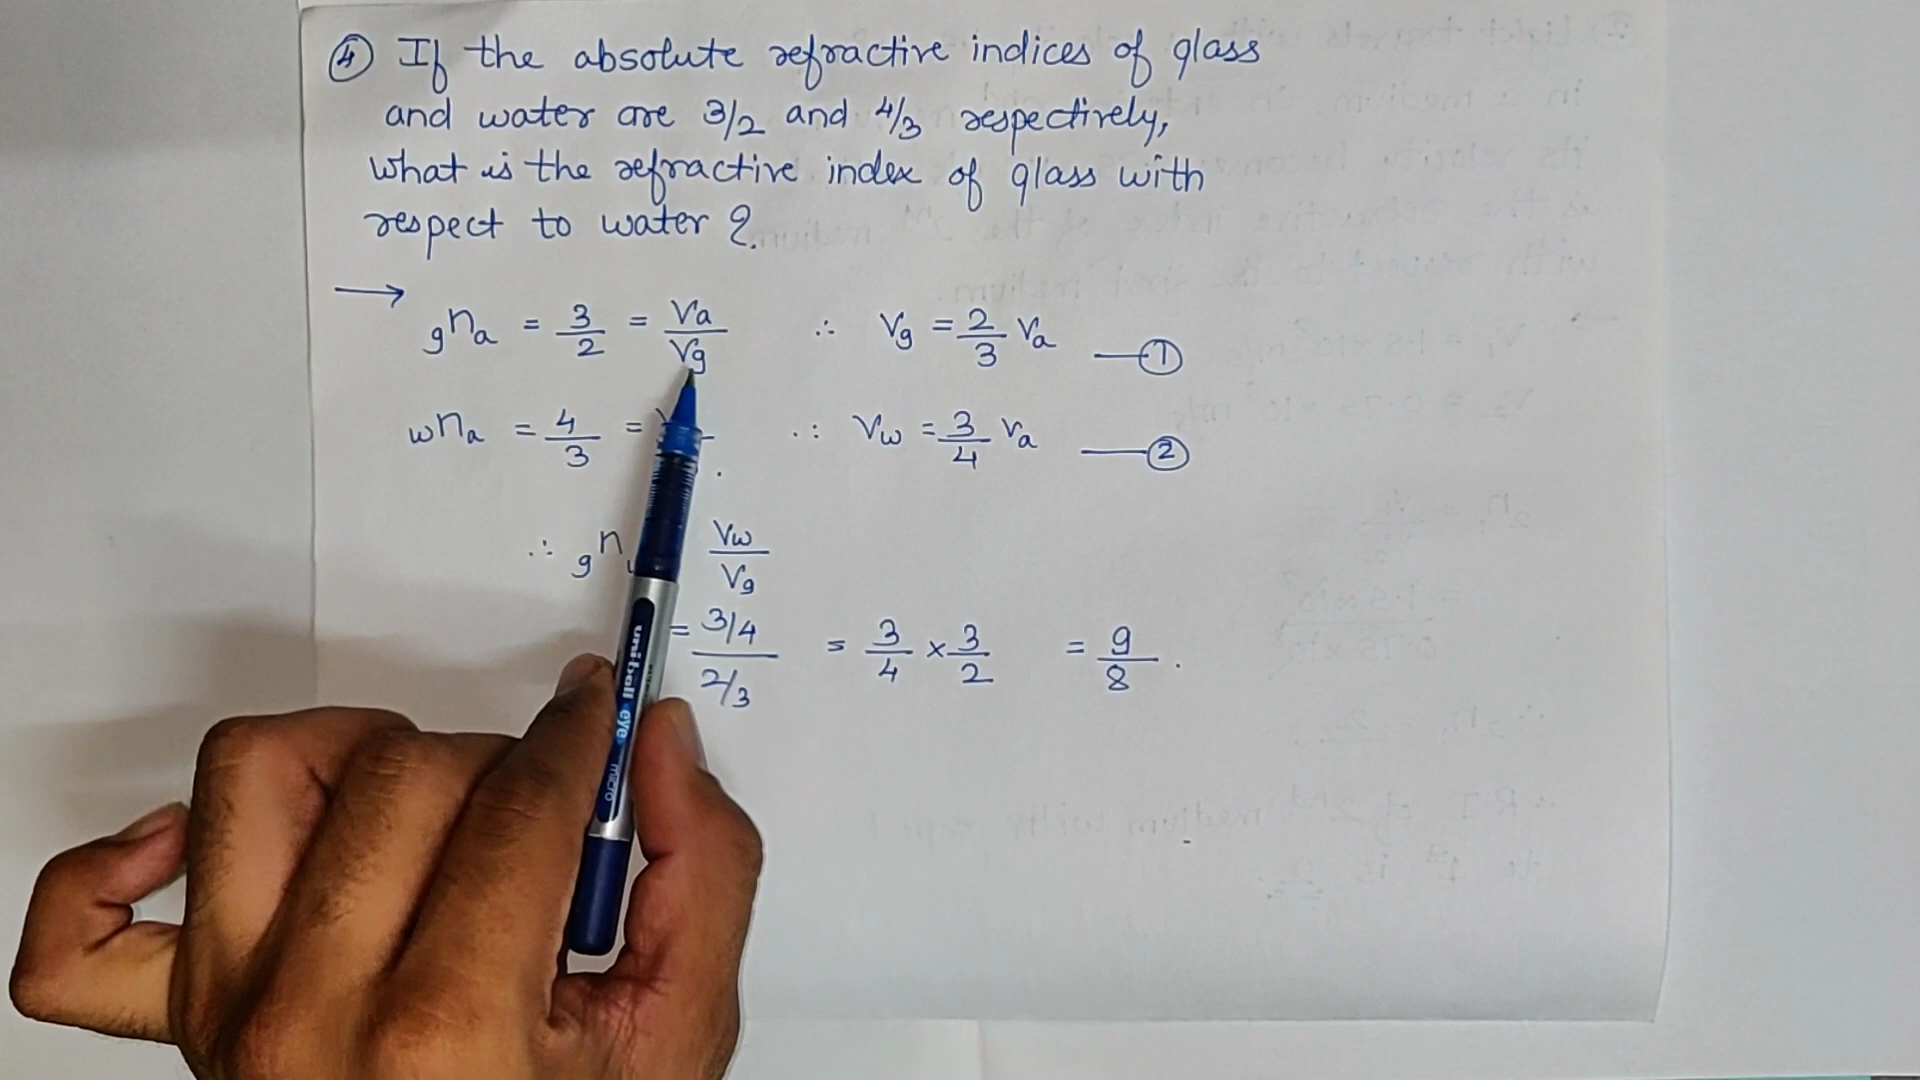 ④ If the absolute refractive indices of glass
and water are 3/2 and 4/3 respectively,
what is the refractive index of glass with
respect to water ?.
→ gna = 3/2 = Va/Vg ∴ Vg = 2/3 Va —①
wna = 4/3 = ∴ Vw = 3/4 Va —②
∴ gn Vw/Vg
= 3/4 / 2/3 = 3/4 × 3/2 = 9/8 .
uniball eye
micro